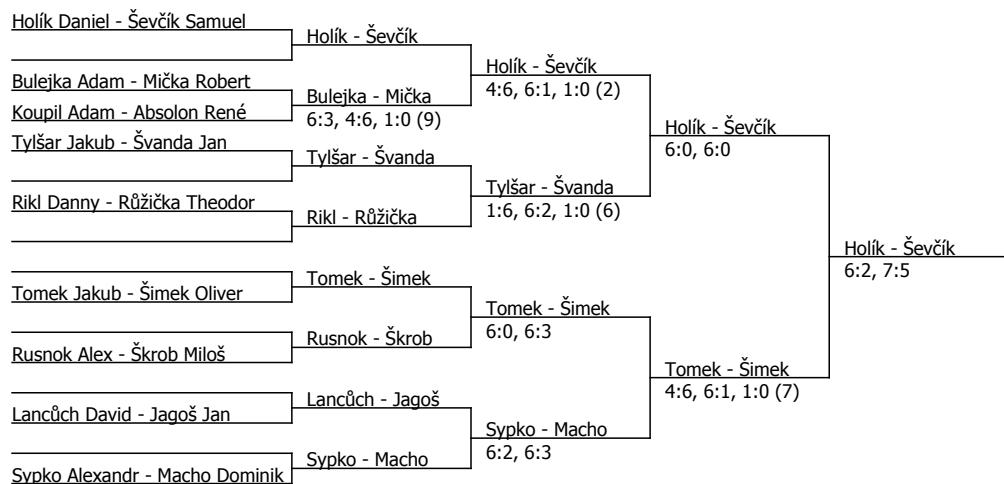 Holík Daniel - Ševčík Samuel
Bulejka Adam - Mička Robert
Koupil Adam - Absolon René
Tylšar Jakub - Švanda Jan
Rikl Danny - Růžička Theodor
Tomek Jakub - Šimek Oliver
Rusnok Alex - Škrob Miloš
Lancůch David - Jagoš Jan
Sypko Alexandr - Macho Dominik
Holík - Ševčík
Bulejka - Mička
6:3, 4:6, 1:0 (9)
Tylšar - Švanda
Rikl - Růžička
Tomek - Šimek
Rusnok - Škrob
Lancůch - Jagoš
Sypko - Macho
Holík - Ševčík
4:6, 6:1, 1:0 (2)
Tylšar - Švanda
1:6, 6:2, 1:0 (6)
Tomek - Šimek
6:0, 6:3
Sypko - Macho
6:2, 6:3
Holík - Ševčík
6:0, 6:0
Tomek - Šimek
4:6, 6:1, 1:0 (7)
Holík - Ševčík
6:2, 7:5